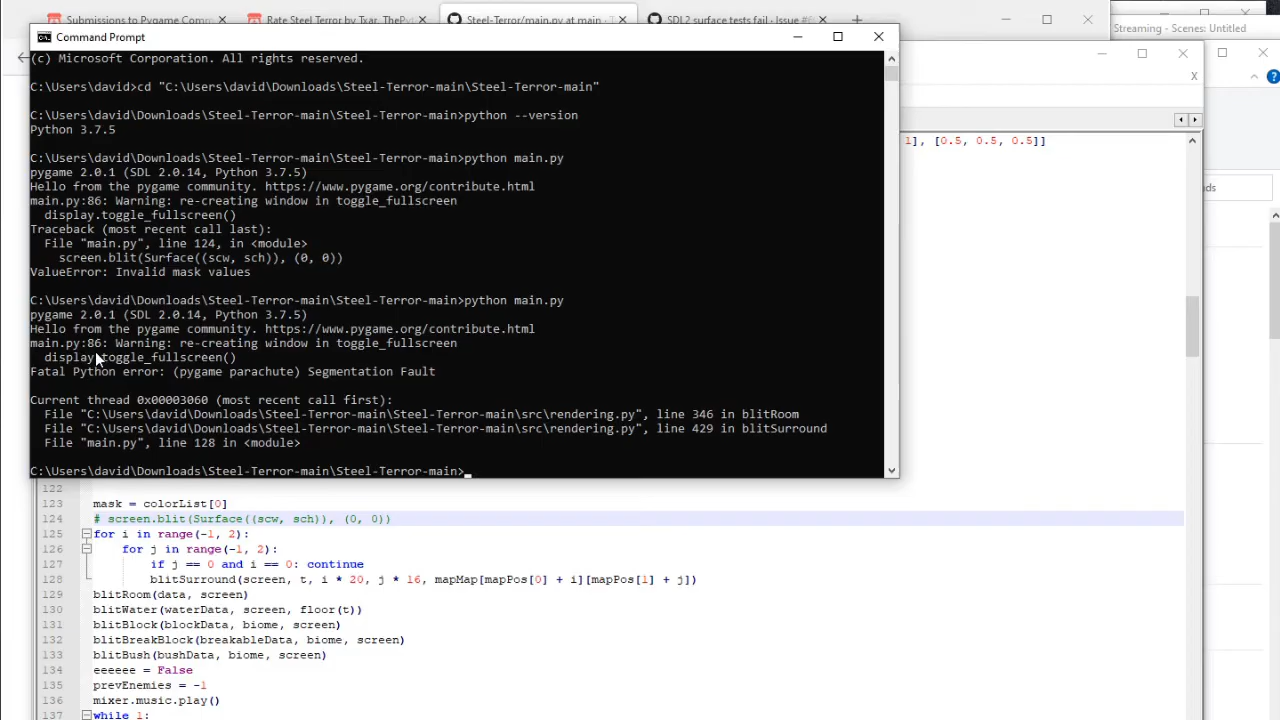 Submissions to Pygame Com
Rate Steel Terror by Txar, ThePy
Steel-Terror/main.py at main · T
SDL2 surface tests fail · Issue #6
Streaming - Scenes: Untitled
Command Prompt
(c) Microsoft Corporation. All rights reserved.
C:\Users\david>cd "C:\Users\david\Downloads\Steel-Terror-main\Steel-Terror-main"
C:\Users\david\Downloads\Steel-Terror-main\Steel-Terror-main>python --version
Python 3.7.5
C:\Users\david\Downloads\Steel-Terror-main\Steel-Terror-main>python main.py
pygame 2.0.1 (SDL 2.0.14, Python 3.7.5)
Hello from the pygame community. https://www.pygame.org/contribute.html
main.py:86: Warning: re-creating window in toggle_fullscreen
display.toggle_fullscreen()
Traceback (most recent call last):
File "main.py", line 124, in <module>
screen.blit(Surface((scw, sch)), (0, 0))
ValueError: Invalid mask values
C:\Users\david\Downloads\Steel-Terror-main\Steel-Terror-main>python main.py
pygame 2.0.1 (SDL 2.0.14, Python 3.7.5)
Hello from the pygame community. https://www.pygame.org/contribute.html
main.py:86: Warning: re-creating window in toggle_fullscreen
display.toggle_fullscreen()
Fatal Python error: (pygame parachute) Segmentation Fault
Current thread 0x00003060 (most recent call first):
File "C:\Users\david\Downloads\Steel-Terror-main\Steel-Terror-main\src\rendering.py", line 346 in blitRoom
File "C:\Users\david\Downloads\Steel-Terror-main\Steel-Terror-main\src\rendering.py", line 429 in blitSurround
File "main.py", line 128 in <module>
C:\Users\david\Downloads\Steel-Terror-main\Steel-Terror-main>
1], [0.5, 0.5, 0.5]]
nds
122
123 mask = colorList[0]
124 # screen.blit(Surface((scw, sch)), (0, 0))
125 for i in range(-1, 2):
126 for j in range(-1, 2):
127 if j == 0 and i == 0: continue
128 blitSurround(screen, t, i * 20, j * 16, mapMap[mapPos[0] + i][mapPos[1] + j])
129 blitRoom(data, screen)
130 blitWater(waterData, screen, floor(t))
131 blitBlock(blockData, biome, screen)
132 blitBreakBlock(breakableData, biome, screen)
133 blitBush(bushData, biome, screen)
134 eeeeee = False
135 prevEnemies = -1
136 mixer.music.play()
137 while 1: